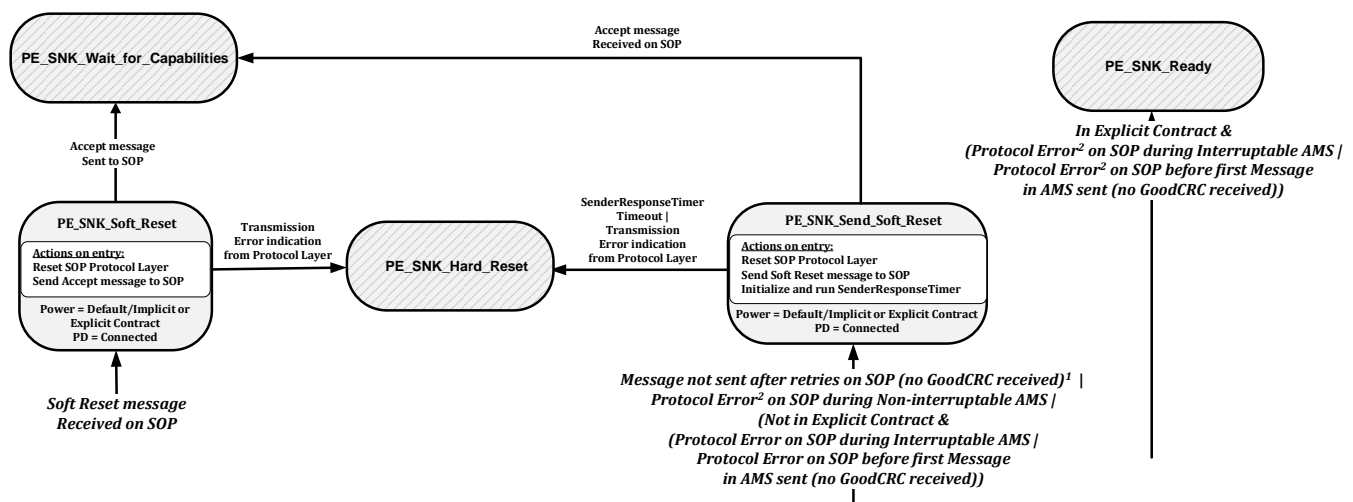 Accept message
Received on SOP
PE_SNK_Wait_for_Capabilities
PE_SNK_Ready
Accept message
Sent to SOP
In Explicit Contract &
(Protocol Error² on SOP during Interruptable AMS |
Protocol Error² on SOP before first Message
in AMS sent (no GoodCRC received))
PE_SNK_Soft_Reset
Actions on entry:
Reset SOP Protocol Layer
Send Accept message to SOP
Power = Default/Implicit or
Explicit Contract
PD = Connected
Transmission
Error indication
from Protocol Layer
PE_SNK_Hard_Reset
SenderResponseTimer
Timeout |
Transmission
Error indication
from Protocol Layer
PE_SNK_Send_Soft_Reset
Actions on entry:
Reset SOP Protocol Layer
Send Soft Reset message to SOP
Initialize and run SenderResponseTimer
Power = Default/Implicit or Explicit Contract
PD = Connected
Soft Reset message
Received on SOP
Message not sent after retries on SOP (no GoodCRC received)¹ |
Protocol Error² on SOP during Non-interruptable AMS |
(Not in Explicit Contract &
(Protocol Error on SOP during Interruptable AMS |
Protocol Error on SOP before first Message
in AMS sent (no GoodCRC received))